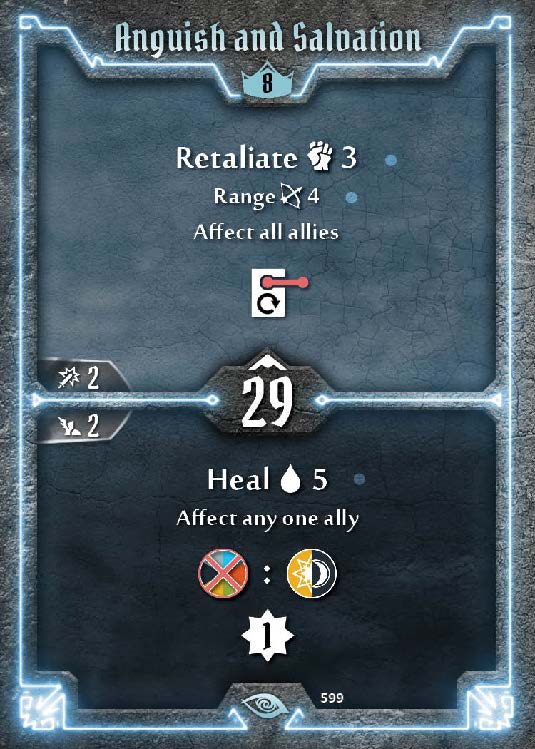 Anguish and Salvation
8
Retaliate 3
Range 4
Affect all allies
2
29
2
Heal 5
Affect any one ally
:
1
599